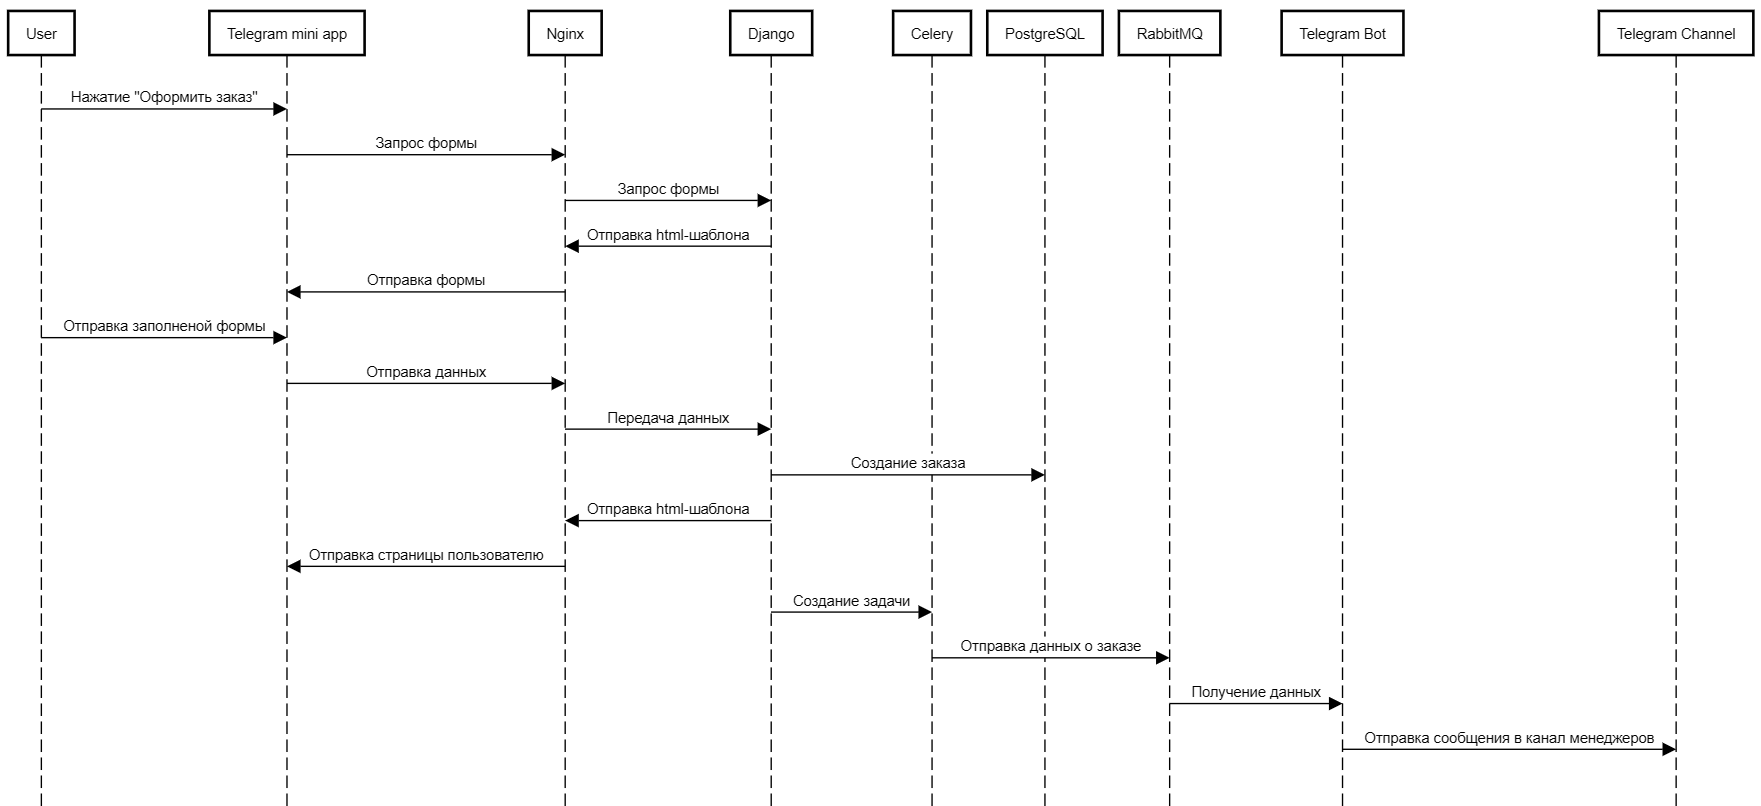 User
Telegram mini app
Nginx
Django
Celery
PostgreSQL
RabbitMQ
Telegram Bot
Telegram Channel
Нажатие "Оформить заказ"
Запрос формы
Запрос формы
Отправка html-шаблона
Отправка формы
Отправка заполненой формы
Отправка данных
Передача данных
Создание заказа
Отправка html-шаблона
Отправка страницы пользователю
Создание задачи
Отправка данных о заказе
Получение данных
Отправка сообщения в канал менеджеров